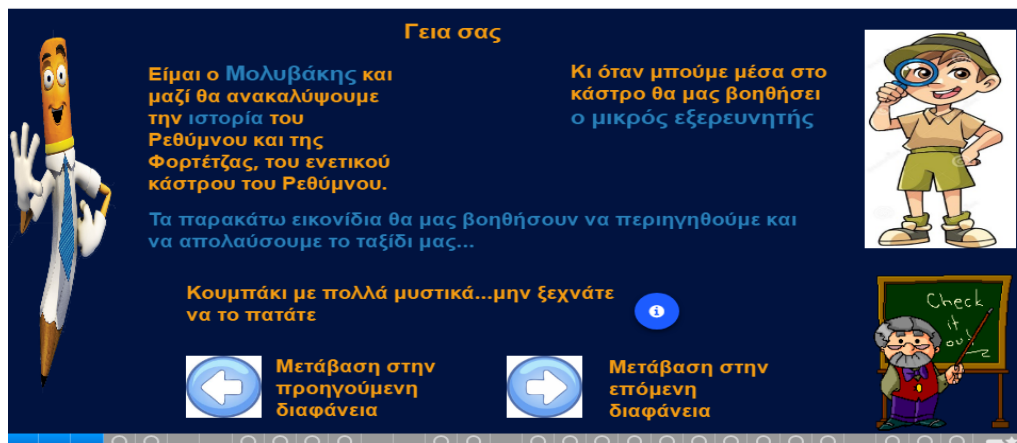 Γεια σας
Είμαι ο Μολυβάκης και
μαζί θα ανακαλύψουμε
την ιστορία του
Ρεθύμνου και της
Φορτέτζας, του ενετικού
κάστρου του Ρεθύμνου.
Κι όταν μπούμε μέσα στο
κάστρο θα μας βοηθήσει
ο μικρός εξερευνητής
Τα παρακάτω εικονίδια θα μας βοηθήσουν να περιηγηθούμε και
να απολαύσουμε το ταξίδι μας...
Κουμπάκι με πολλά μυστικά...μην ξεχνάτε
να το πατάτε
i
Μετάβαση στην
προηγούμενη
διαφάνεια
Μετάβαση στην
επόμενη
διαφάνεια
Check
it
out!